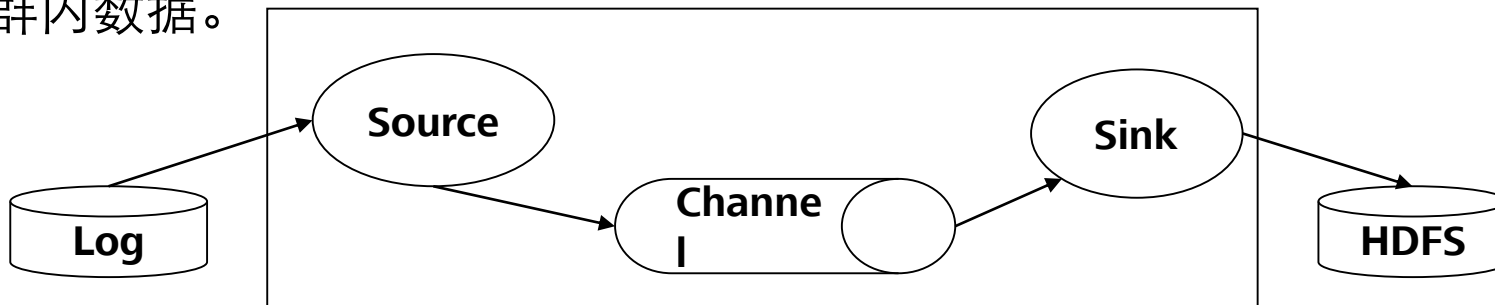 群内数据。
Source
Sink
Channe
l
Log
HDFS